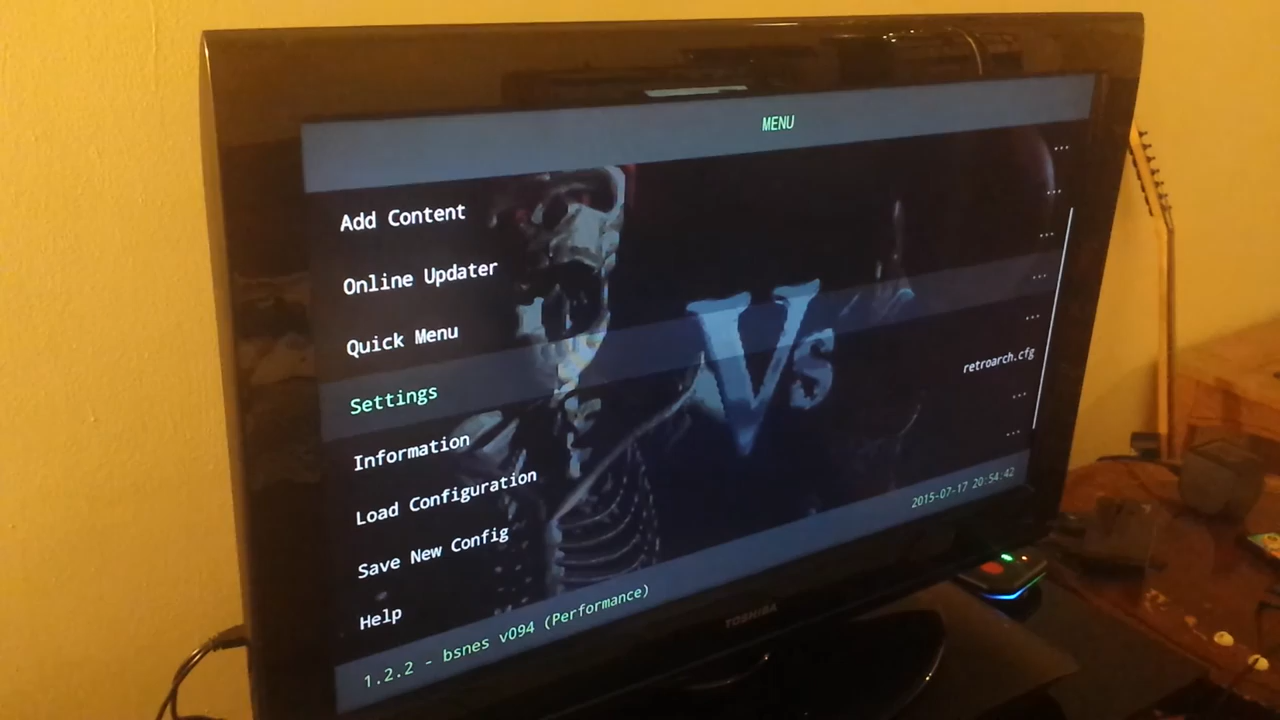 MENU
Add Content ...
Online Updater ...
Quick Menu ...
Settings ...
Information ...
Load Configuration retroarch.cfg
Save New Config ...
Help ...
Vs
2015-07-17 20:54:42
1.2.2 - bsnes v094 (Performance)
TOSHIBA